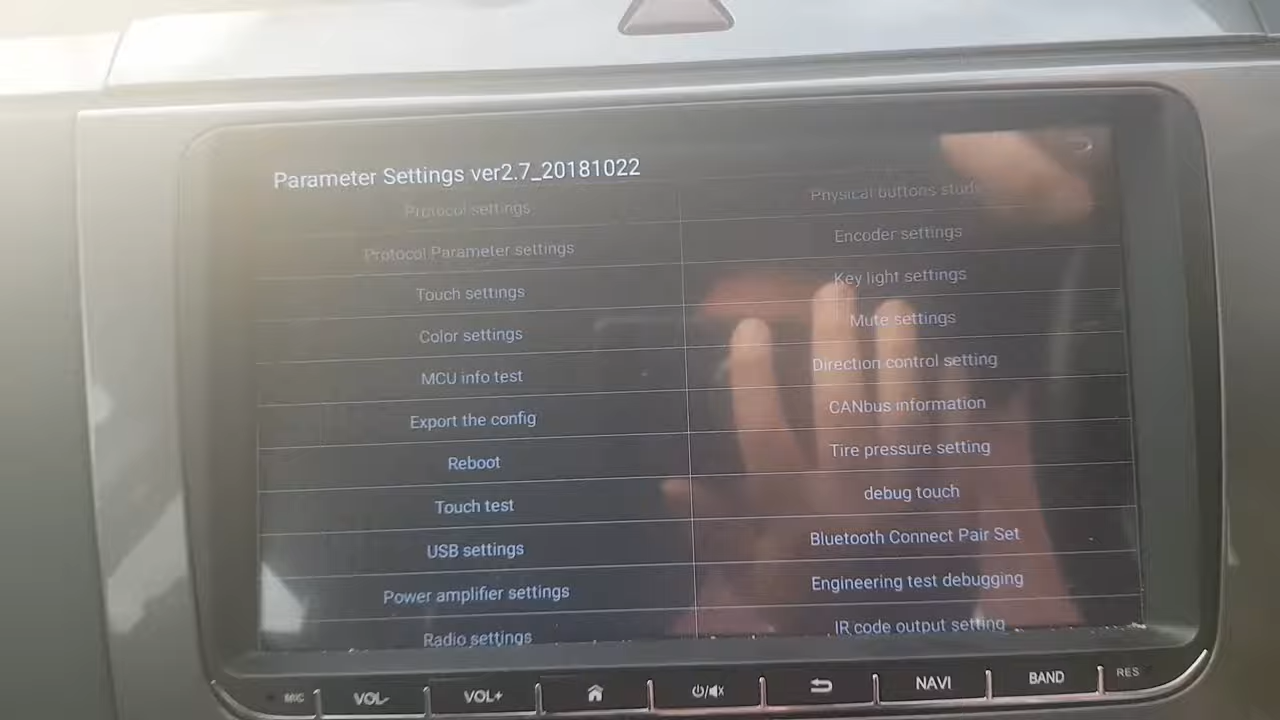 Parameter Settings ver2.7_20181022
Protocol settings
Physical buttons stud
Protocol Parameter settings
Encoder settings
Touch settings
Key light settings
Color settings
Mute settings
MCU info test
Direction control setting
Export the config
CANbus information
Reboot
Tire pressure setting
Touch test
debug touch
USB settings
Bluetooth Connect Pair Set
Power amplifier settings
Engineering test debugging
Radio settings
IR code output setting
MIC VOL- VOL+ NAVI BAND RES